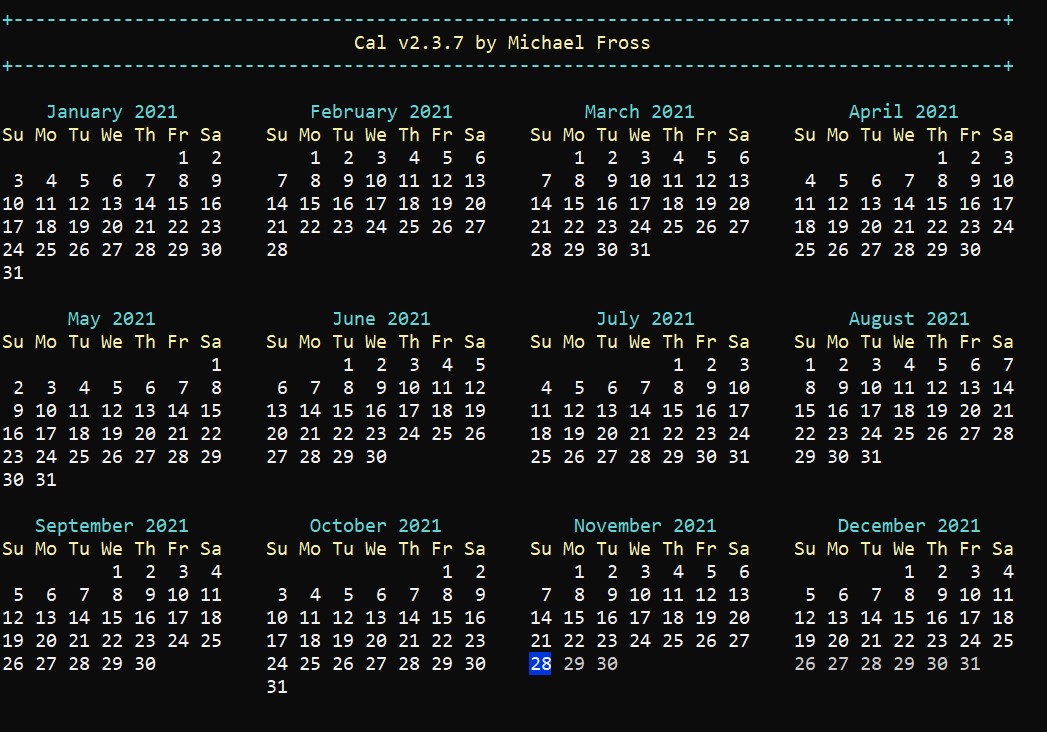 +-------------------------------------------------------------------------------------------+
                                Cal v2.3.7 by Michael Fross
+-------------------------------------------------------------------------------------------+

    January 2021            February 2021            March 2021              April 2021
Su Mo Tu We Th Fr Sa    Su Mo Tu We Th Fr Sa    Su Mo Tu We Th Fr Sa    Su Mo Tu We Th Fr Sa
                1  2        1  2  3  4  5  6        1  2  3  4  5  6                 1  2  3
 3  4  5  6  7  8  9     7  8  9 10 11 12 13     7  8  9 10 11 12 13     4  5  6  7  8  9 10
10 11 12 13 14 15 16    14 15 16 17 18 19 20    14 15 16 17 18 19 20    11 12 13 14 15 16 17
17 18 19 20 21 22 23    21 22 23 24 25 26 27    21 22 23 24 25 26 27    18 19 20 21 22 23 24
24 25 26 27 28 29 30    28                      28 29 30 31             25 26 27 28 29 30
31

      May 2021                June 2021               July 2021              August 2021
Su Mo Tu We Th Fr Sa    Su Mo Tu We Th Fr Sa    Su Mo Tu We Th Fr Sa    Su Mo Tu We Th Fr Sa
                   1           1  2  3  4  5                 1  2  3     1  2  3  4  5  6  7
 2  3  4  5  6  7  8     6  7  8  9 10 11 12     4  5  6  7  8  9 10     8  9 10 11 12 13 14
 9 10 11 12 13 14 15    13 14 15 16 17 18 19    11 12 13 14 15 16 17    15 16 17 18 19 20 21
16 17 18 19 20 21 22    20 21 22 23 24 25 26    18 19 20 21 22 23 24    22 23 24 25 26 27 28
23 24 25 26 27 28 29    27 28 29 30             25 26 27 28 29 30 31    29 30 31
30 31

   September 2021           October 2021            November 2021           December 2021
Su Mo Tu We Th Fr Sa    Su Mo Tu We Th Fr Sa    Su Mo Tu We Th Fr Sa    Su Mo Tu We Th Fr Sa
          1  2  3  4                    1  2        1  2  3  4  5  6              1  2  3  4
 5  6  7  8  9 10 11     3  4  5  6  7  8  9     7  8  9 10 11 12 13     5  6  7  8  9 10 11
12 13 14 15 16 17 18    10 11 12 13 14 15 16    14 15 16 17 18 19 20    12 13 14 15 16 17 18
19 20 21 22 23 24 25    17 18 19 20 21 22 23    21 22 23 24 25 26 27    19 20 21 22 23 24 25
26 27 28 29 30          24 25 26 27 28 29 30    28 29 30                26 27 28 29 30 31
                        31